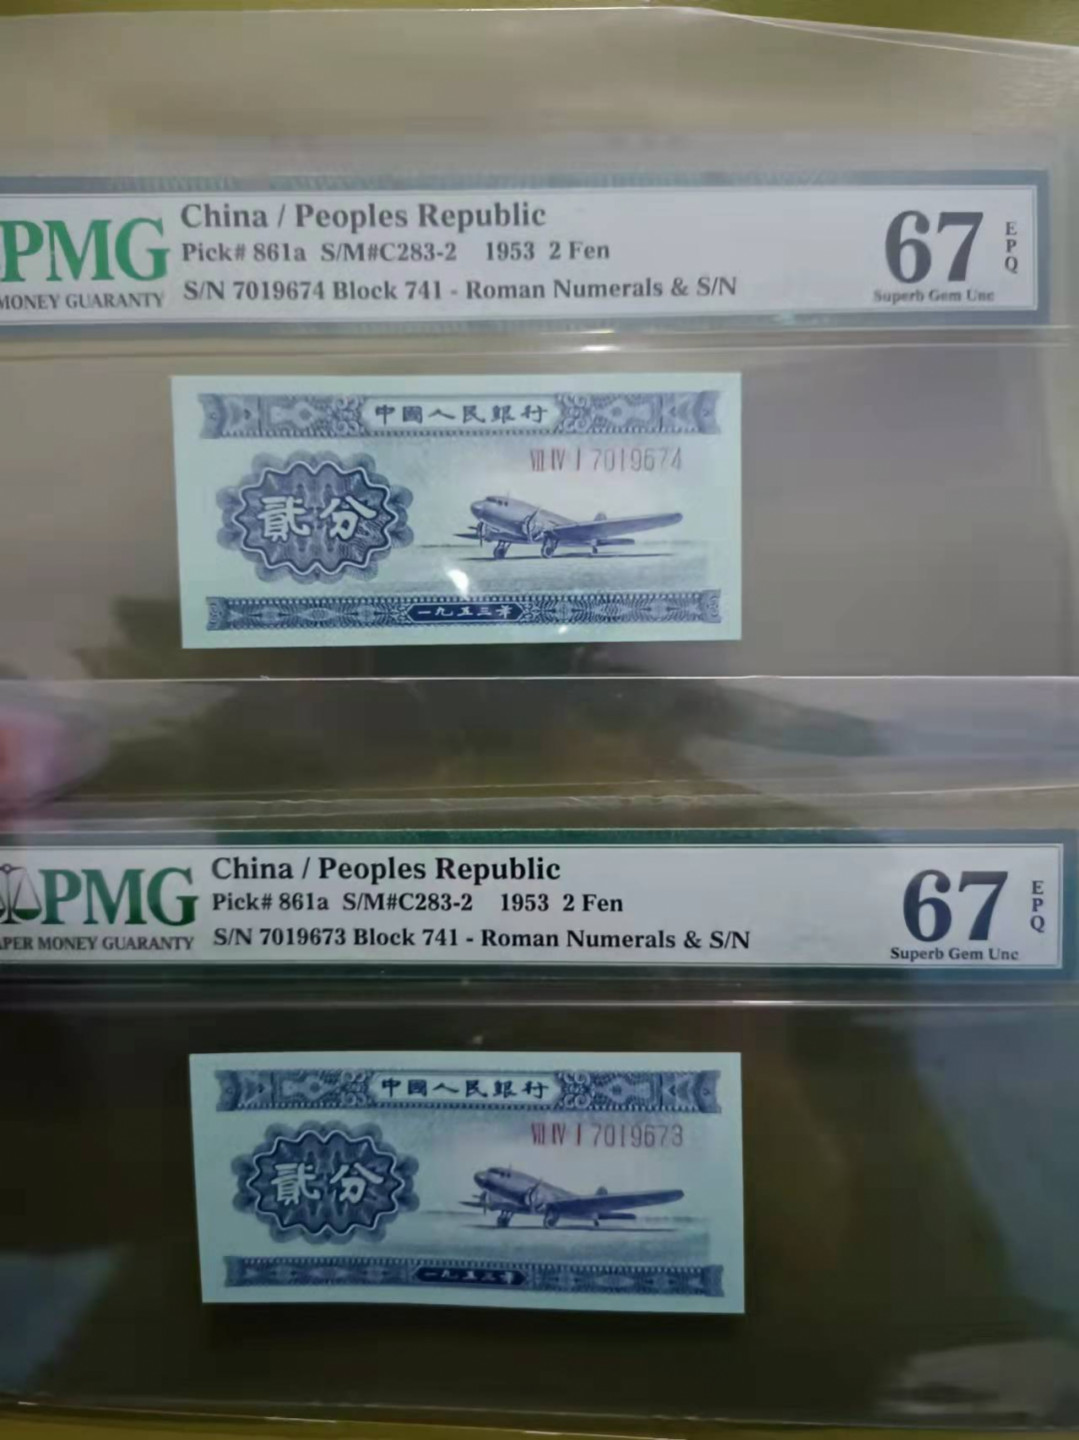 PMG
MONEY GUARANTY
China / Peoples Republic
Pick# 861a S/M#C283-2 1953 2 Fen
S/N 7019674 Block 741 - Roman Numerals & S/N
67
EPQ
Superb Gem Unc
中國人民銀行
VII IV I 7019674
貳分
一九五三年
PMG
PER MONEY GUARANTY
China / Peoples Republic
Pick# 861a S/M#C283-2 1953 2 Fen
S/N 7019673 Block 741 - Roman Numerals & S/N
67
EPQ
Superb Gem Unc
中國人民銀行
VII IV I 7019673
貳分
一九五三年